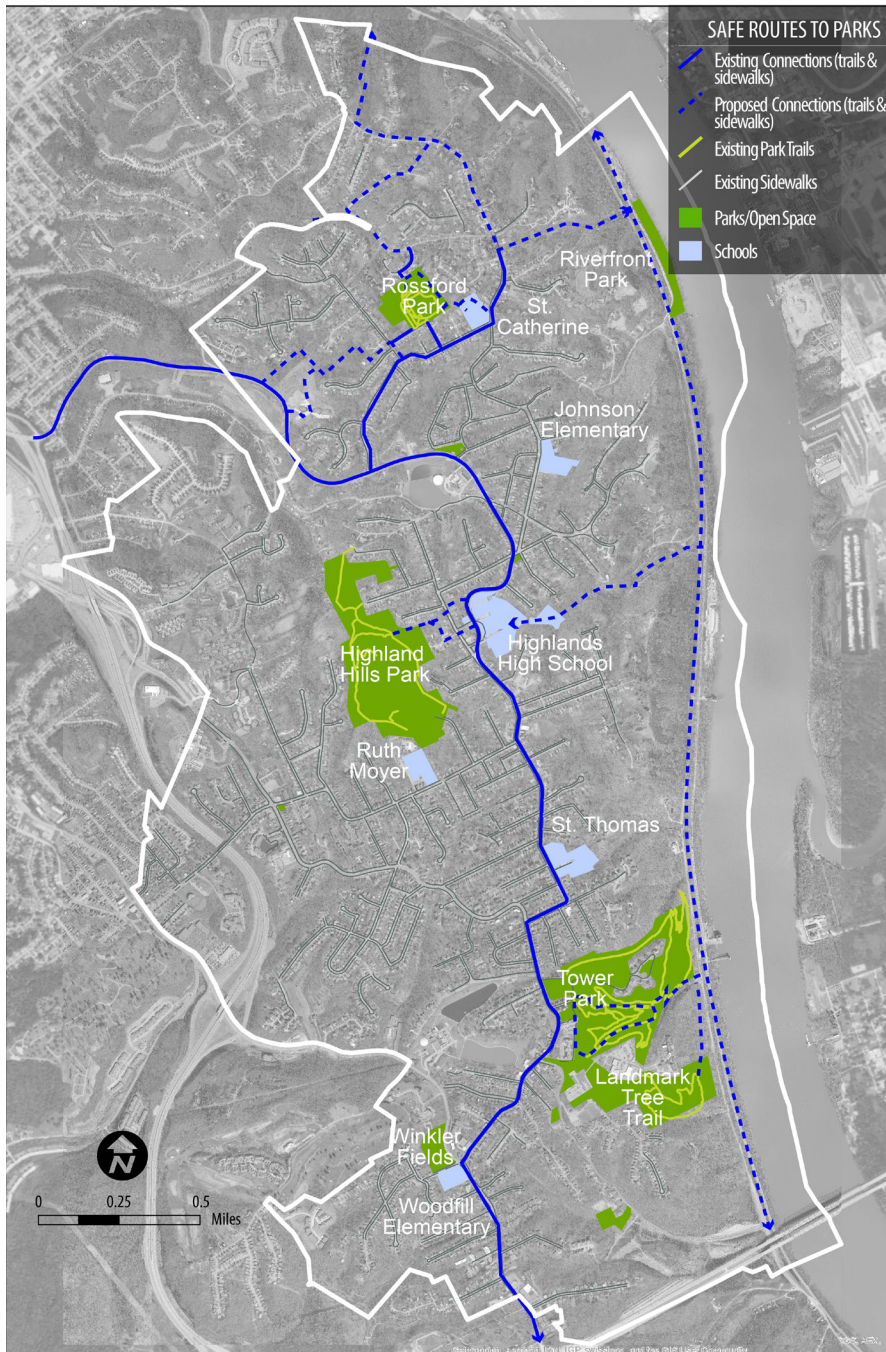 SAFE ROUTES TO PARKS
Existing Connections (trails &
sidewalks)
Proposed Connections (trails &
sidewalks)
Existing Park Trails
Existing Sidewalks
Parks/Open Space
Schools
Rossford
Park
Riverfront
Park
St.
Catherine
Johnson
Elementary
Highland
Hills Park
Highlands
High School
Ruth
Moyer
St. Thomas
Tower
Park
Landmark
Tree
Trail
Winkler
Fields
Woodfill
Elementary
N
0 0.25 0.5
Miles